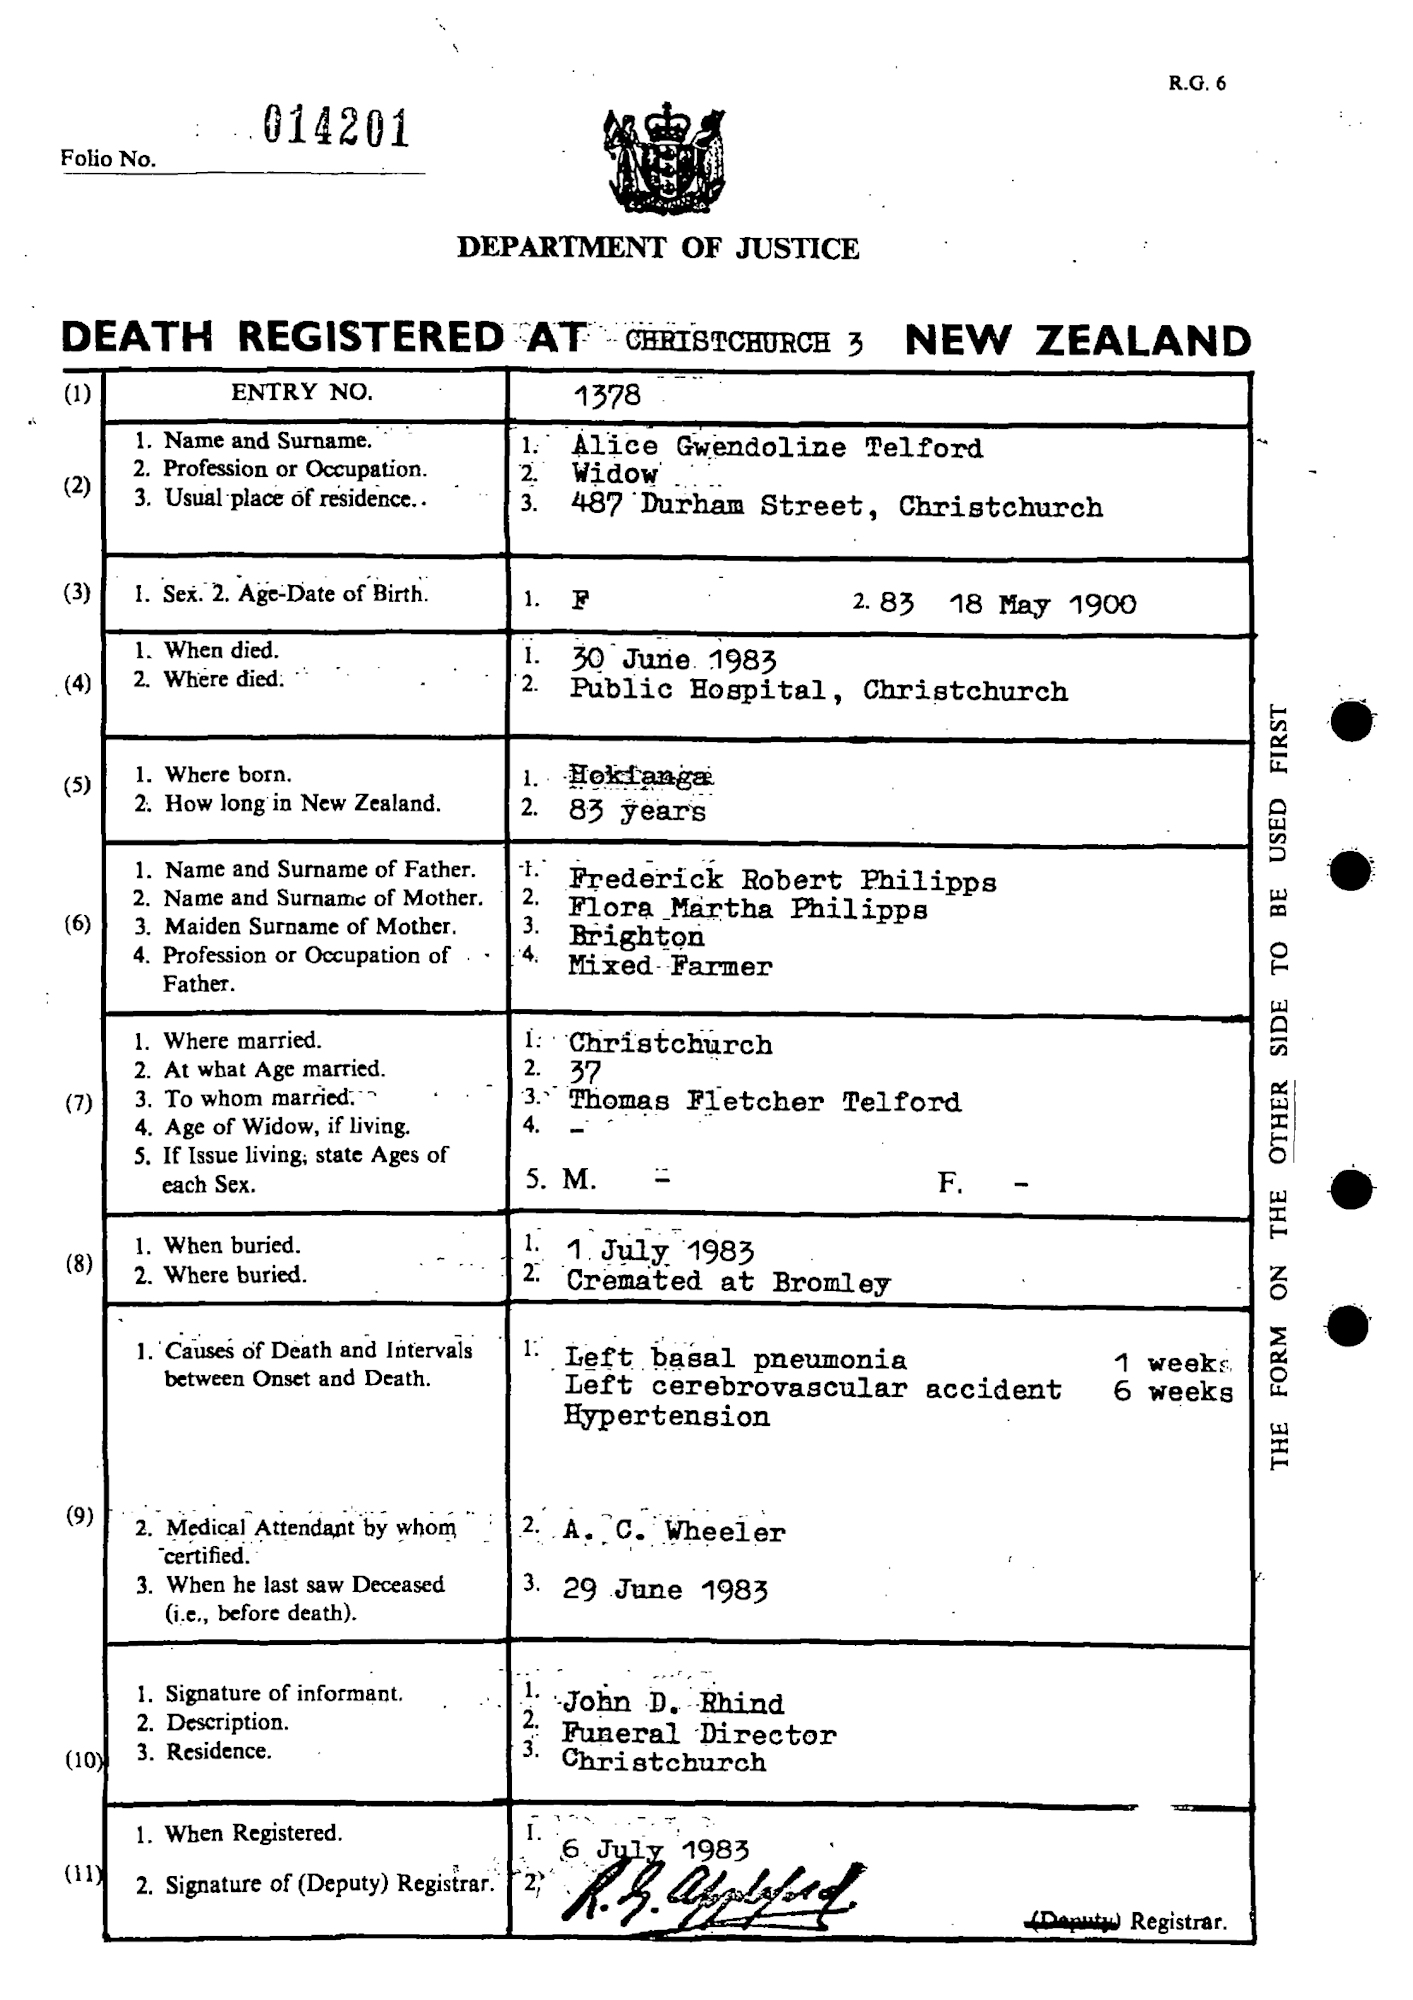 R.G. 6
014201
Folio No.
DEPARTMENT OF JUSTICE
DEATH REGISTERED AT CHRISTCHURCH 3 NEW ZEALAND
(1) ENTRY NO. 1378
1. Name and Surname. 1. Alice Gwendoline Telford
2. Profession or Occupation. 2. Widow
(2) 3. Usual place of residence. 3. 487 Durham Street, Christchurch
(3) 1. Sex. 2. Age-Date of Birth. 1. F 2. 83 18 May 1900
1. When died. 1. 30 June 1983
(4) 2. Where died. 2. Public Hospital, Christchurch
(5) 1. Where born. 1. Hokianga
2. How long in New Zealand. 2. 83 years
1. Name and Surname of Father. 1. Frederick Robert Philipps
2. Name and Surname of Mother. 2. Flora Martha Philipps
(6) 3. Maiden Surname of Mother. 3. Brighton
4. Profession or Occupation of 4. Mixed Farmer
Father.
1. Where married. 1. Christchurch
2. At what Age married. 2. 37
(7) 3. To whom married. 3. Thomas Fletcher Telford
4. Age of Widow, if living. 4. -
5. If Issue living, state Ages of
each Sex. 5. M. - F. -
(8) 1. When buried. 1. 1 July 1983
2. Where buried. 2. Cremated at Bromley
1. Causes of Death and Intervals 1. Left basal pneumonia 1 weeks
between Onset and Death. Left cerebrovascular accident 6 weeks
Hypertension
(9) 2. Medical Attendant by whom 2. A. C. Wheeler
certified.
3. When he last saw Deceased 3. 29 June 1983
(i.e., before death).
1. Signature of informant. 1. John D. Rhind
2. Description. 2. Funeral Director
(10) 3. Residence. 3. Christchurch
1. When Registered. 1. 6 July 1983
(11) 2. Signature of (Deputy) Registrar. 2. R. G. Appleford.
(Deputy) Registrar.
THE FORM ON THE OTHER SIDE TO BE USED FIRST